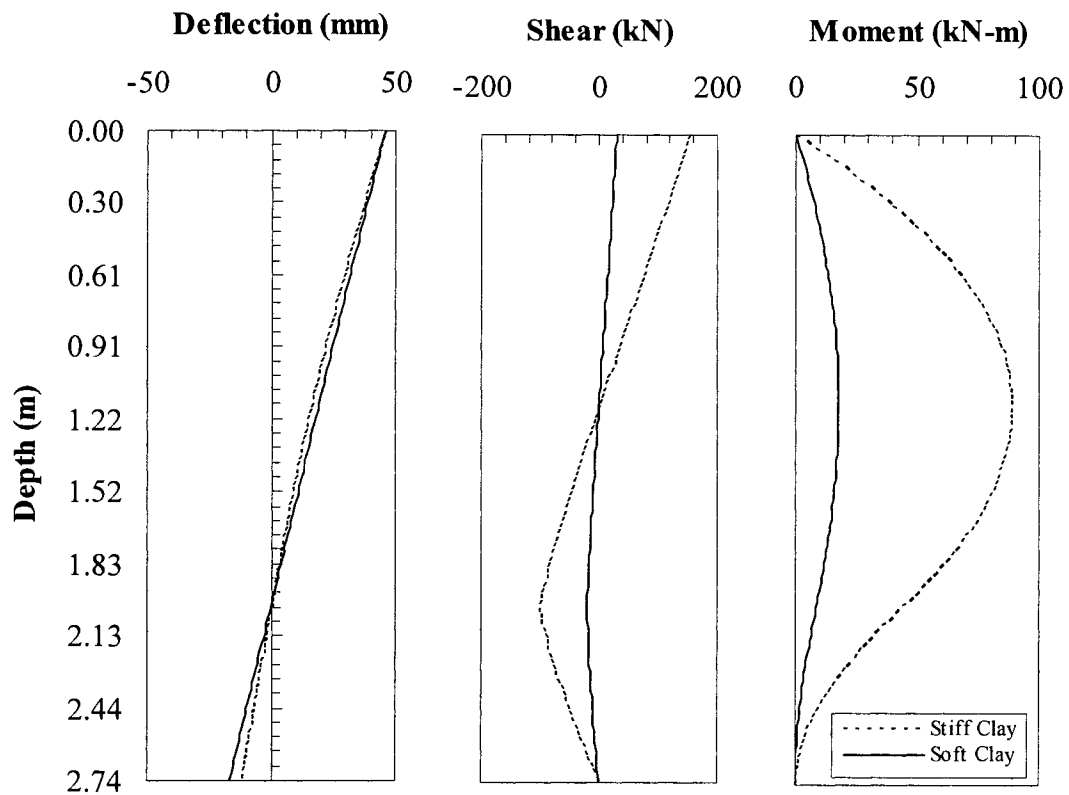 Deflection (mm) Shear (kN) Moment (kN-m)
-50 0 50 -200 0 200 0 50 100
0.00
0.30
0.61
0.91
1.22
1.52
1.83
2.13
2.44
2.74
Depth (m)
Stiff Clay
Soft Clay